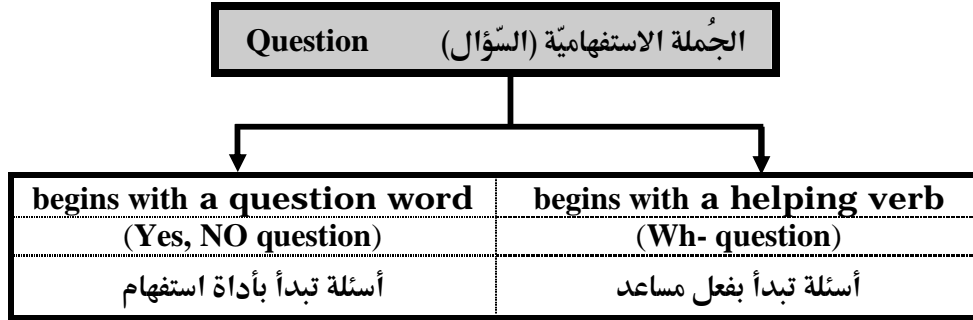 الجُملة الاستفهاميّة (السّؤال) Question
begins with a question word
begins with a helping verb
(Yes, NO question)
(Wh- question)
أسئلة تبدأ بأداة استفهام
أسئلة تبدأ بفعل مساعد